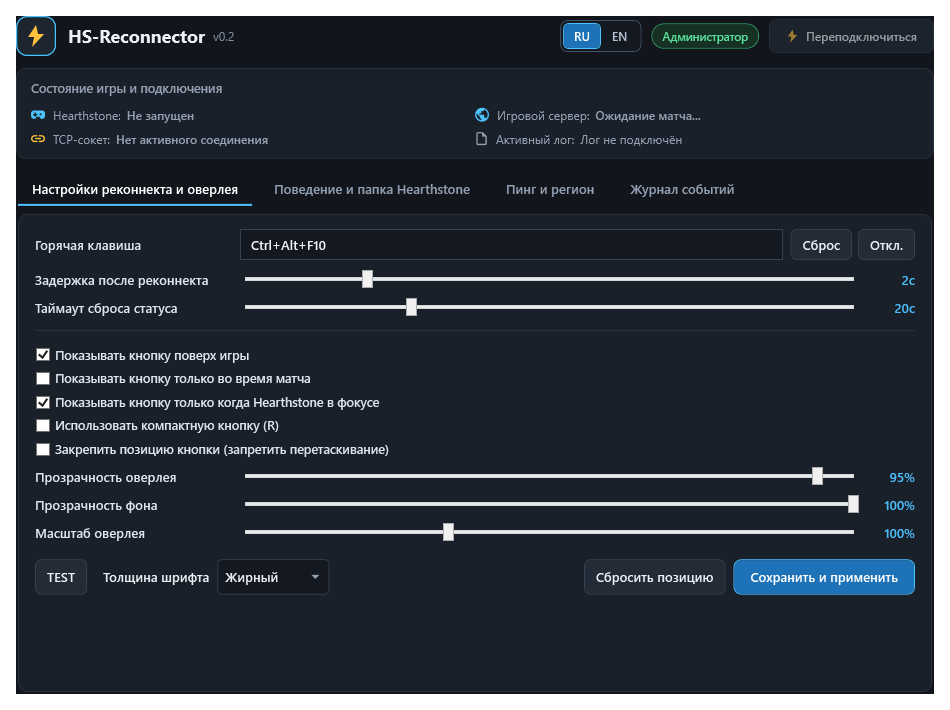 HS-Reconnector v0.2 RU EN Администратор Переподключиться
Состояние игры и подключения
Hearthstone: Не запущен Игровой сервер: Ожидание матча...
TCP-сокет: Нет активного соединения Активный лог: Лог не подключён
Настройки реконнекта и оверлея Поведение и папка Hearthstone Пинг и регион Журнал событий
Горячая клавиша Ctrl+Alt+F10 Сброс Откл.
Задержка после реконнекта 2с
Таймаут сброса статуса 20с
Показывать кнопку поверх игры
Показывать кнопку только во время матча
Показывать кнопку только когда Hearthstone в фокусе
Использовать компактную кнопку (R)
Закрепить позицию кнопки (запретить перетаскивание)
Прозрачность оверлея 95%
Прозрачность фона 100%
Масштаб оверлея 100%
TEST Толщина шрифта Жирный Сбросить позицию Сохранить и применить